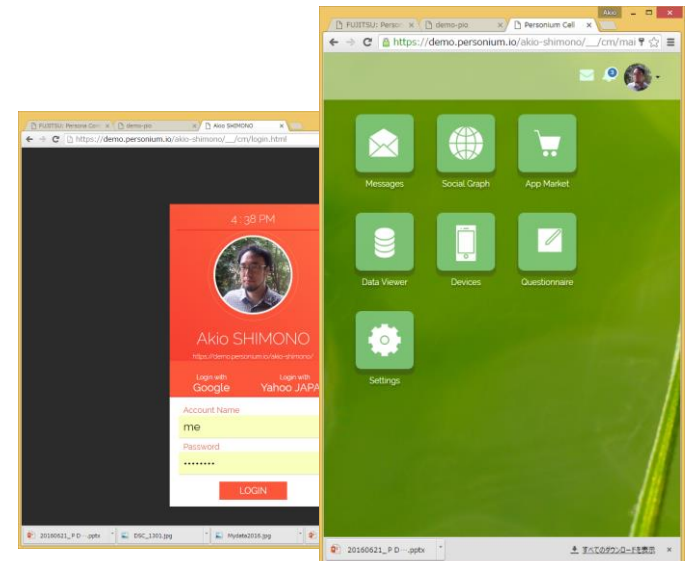 FUJITSU: Persona Conc
demo-pio
Akio SHIMONO
https://demo.personium.io/akio-shimono/__/cm/login.html
4:38 PM
Akio SHIMONO
https://demo.personium.io/akio-shimono/
Login with
Google
Login with
Yahoo JAPA
Account Name
me
Password
LOGIN
20160621_P D-...pptx
DSC_1301.jpg
Mydata2016.jpg
Akio
FUJITSU: Person
demo-pio
Personium Cell
https://demo.personium.io/akio-shimono/__/cm/mai
Messages
Social Graph
App Market
Data Viewer
Devices
Questionnaire
Settings
20160621_P D-...pptx
すべてのダウンロードを表示